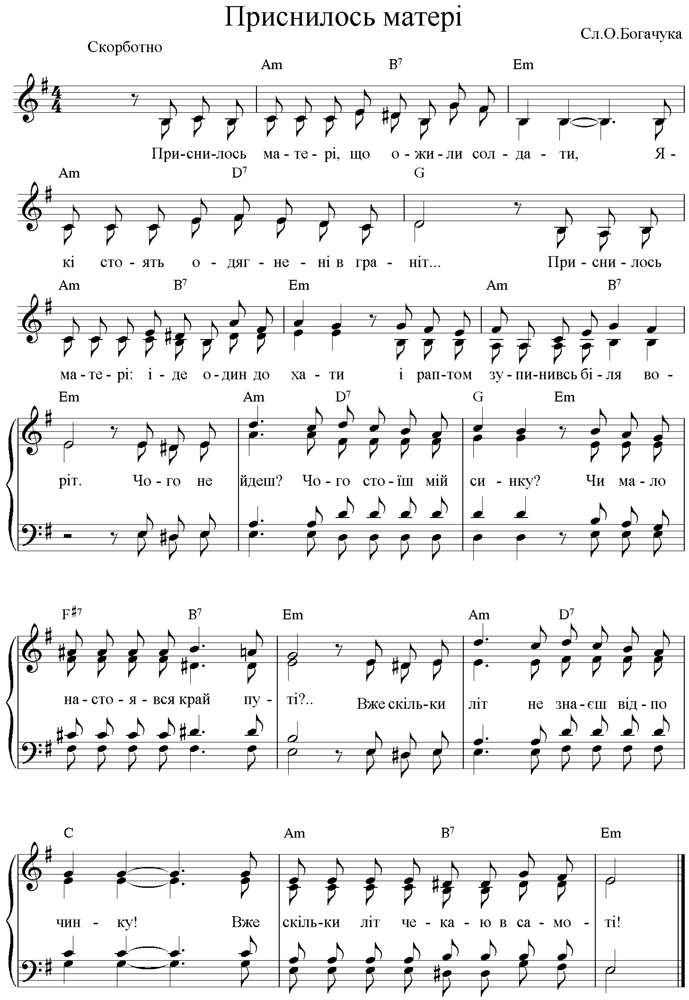 Приснилось матері
Сл.О.Богачука
Скорботно
Am B7 Em
При-сни-лось ма - те - рі, що о - жи - ли сол - да - ти, Я -
Am D7 G
кі сто - ять о - дяг - не - ні в гра - ніт... При - сни - лось
Am B7 Em Am B7
ма - те - рі: і - де о - дин до ха - ти і рап-том зу - пи-нивсь бі - ля во -
Em Am D7 G Em
ріт. Чо - го не йдеш? Чо - го сто - їш мій си - нку? Чи ма - ло
F#7 B7 Em Am D7
на - сто - я - вся край пу - ті?.. Вже скіль-ки літ не зна - єш від - по
C Am B7 Em
чин - ку! Вже скіль-ки літ че - ка - ю в са - мо - ті!